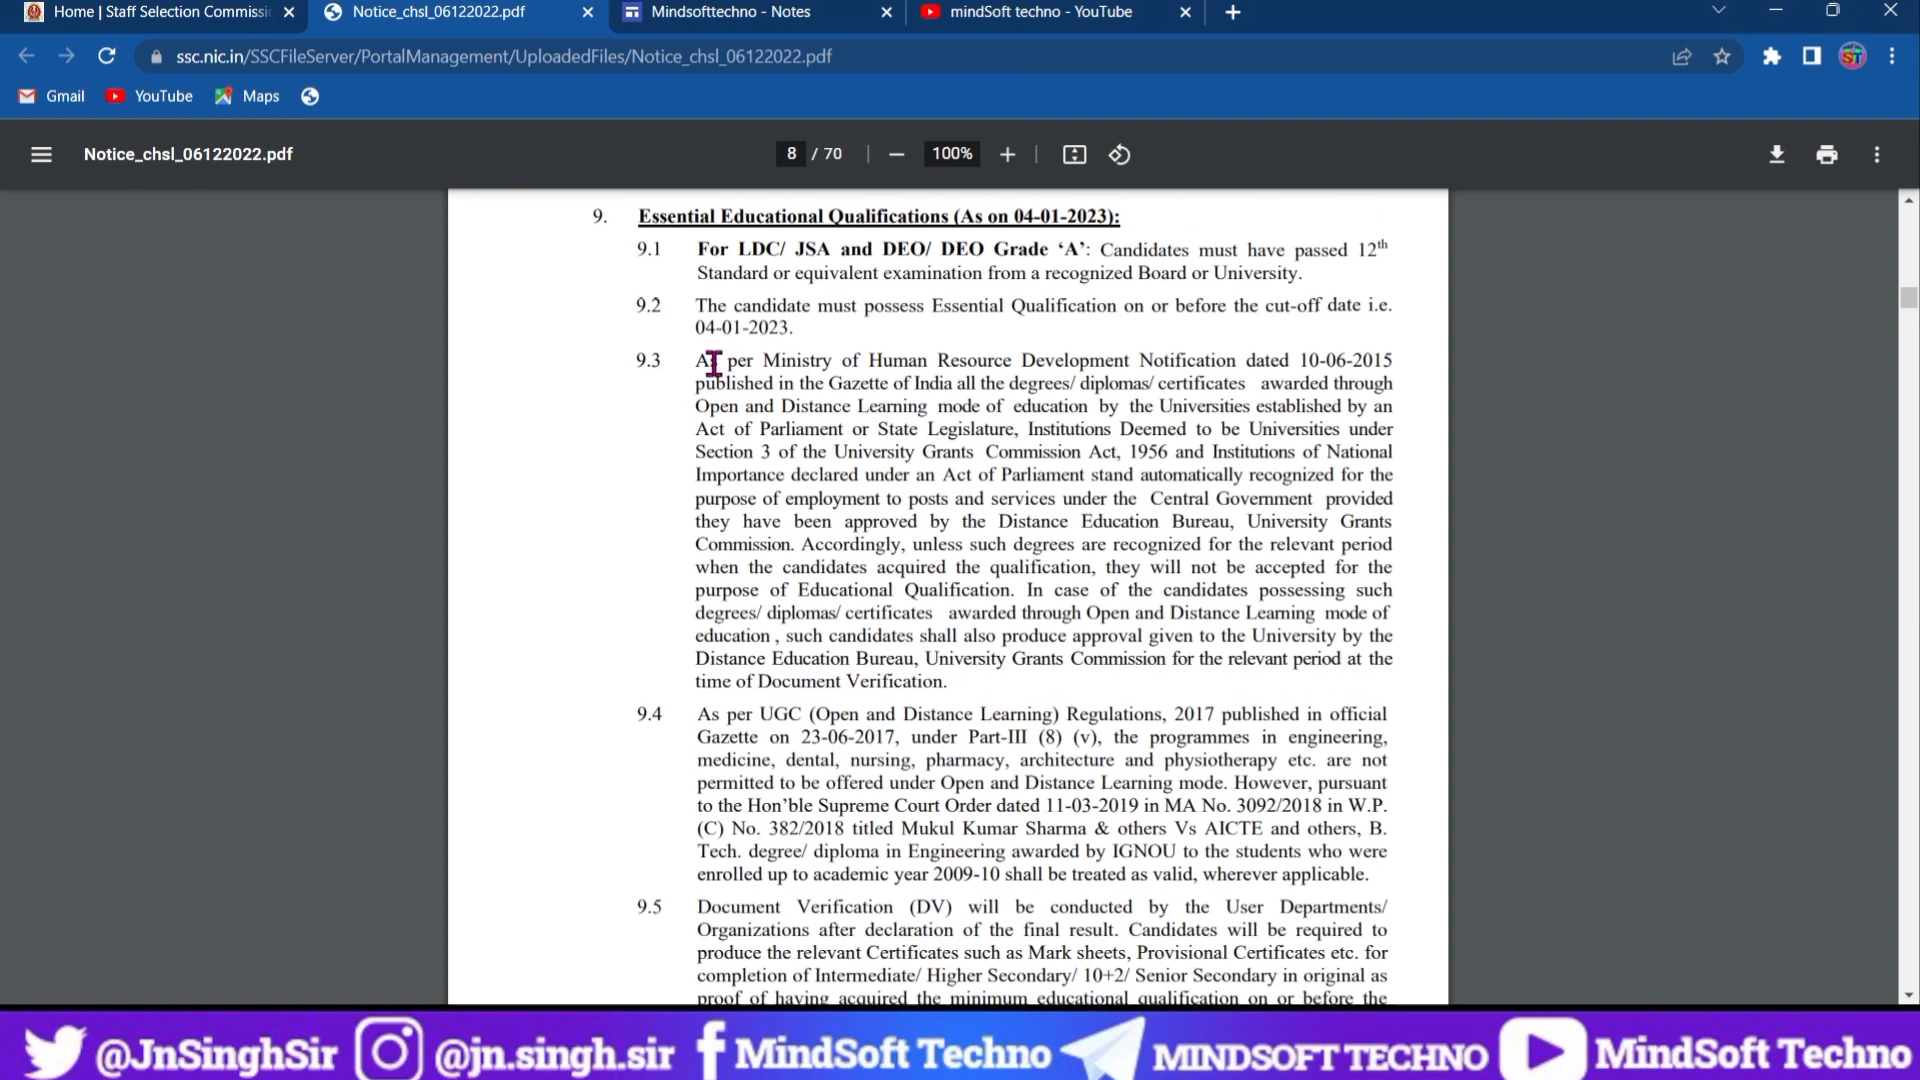 Home | Staff Selection Commissi
Notice_chsl_06122022.pdf
Mindsofttechno - Notes
mindSoft techno - YouTube
ssc.nic.in/SSCFileServer/PortalManagement/UploadedFiles/Notice_chsl_06122022.pdf
ST
Gmail YouTube Maps
Notice_chsl_06122022.pdf
8 / 70
100%
9. Essential Educational Qualifications (As on 04-01-2023):
9.1 For LDC/ JSA and DEO/ DEO Grade ‘A’: Candidates must have passed 12th
Standard or equivalent examination from a recognized Board or University.
9.2 The candidate must possess Essential Qualification on or before the cut-off date i.e.
04-01-2023.
9.3 As per Ministry of Human Resource Development Notification dated 10-06-2015
published in the Gazette of India all the degrees/ diplomas/ certificates awarded through
Open and Distance Learning mode of education by the Universities established by an
Act of Parliament or State Legislature, Institutions Deemed to be Universities under
Section 3 of the University Grants Commission Act, 1956 and Institutions of National
Importance declared under an Act of Parliament stand automatically recognized for the
purpose of employment to posts and services under the Central Government provided
they have been approved by the Distance Education Bureau, University Grants
Commission. Accordingly, unless such degrees are recognized for the relevant period
when the candidates acquired the qualification, they will not be accepted for the
purpose of Educational Qualification. In case of the candidates possessing such
degrees/ diplomas/ certificates awarded through Open and Distance Learning mode of
education , such candidates shall also produce approval given to the University by the
Distance Education Bureau, University Grants Commission for the relevant period at the
time of Document Verification.
9.4 As per UGC (Open and Distance Learning) Regulations, 2017 published in official
Gazette on 23-06-2017, under Part-III (8) (v), the programmes in engineering,
medicine, dental, nursing, pharmacy, architecture and physiotherapy etc. are not
permitted to be offered under Open and Distance Learning mode. However, pursuant
to the Hon’ble Supreme Court Order dated 11-03-2019 in MA No. 3092/2018 in W.P.
(C) No. 382/2018 titled Mukul Kumar Sharma & others Vs AICTE and others, B.
Tech. degree/ diploma in Engineering awarded by IGNOU to the students who were
enrolled up to academic year 2009-10 shall be treated as valid, wherever applicable.
9.5 Document Verification (DV) will be conducted by the User Departments/
Organizations after declaration of the final result. Candidates will be required to
produce the relevant Certificates such as Mark sheets, Provisional Certificates etc. for
completion of Intermediate/ Higher Secondary/ 10+2/ Senior Secondary in original as
proof of having acquired the minimum educational qualification on or before the
@JnSinghSir @jn.singh.sir MindSoft Techno MINDSOFT TECHNO MindSoft Techno